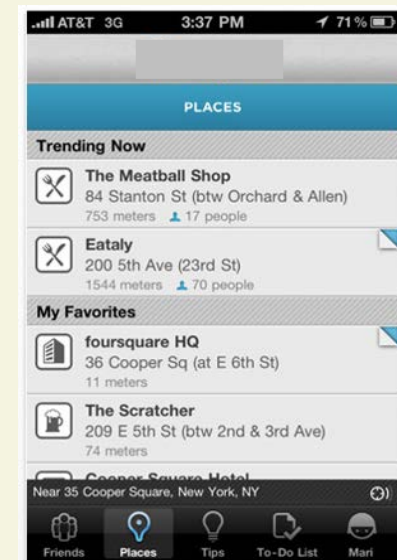 AT&T 3G 3:37 PM 71%
PLACES
Trending Now
The Meatball Shop
84 Stanton St (btw Orchard & Allen)
753 meters 17 people
Eataly
200 5th Ave (23rd St)
1544 meters 70 people
My Favorites
foursquare HQ
36 Cooper Sq (at E 6th St)
11 meters
The Scratcher
209 E 5th St (btw 2nd & 3rd Ave)
74 meters
Cooper Square Hotel
Near 35 Cooper Square, New York, NY
Friends Places Tips To-Do List Mari